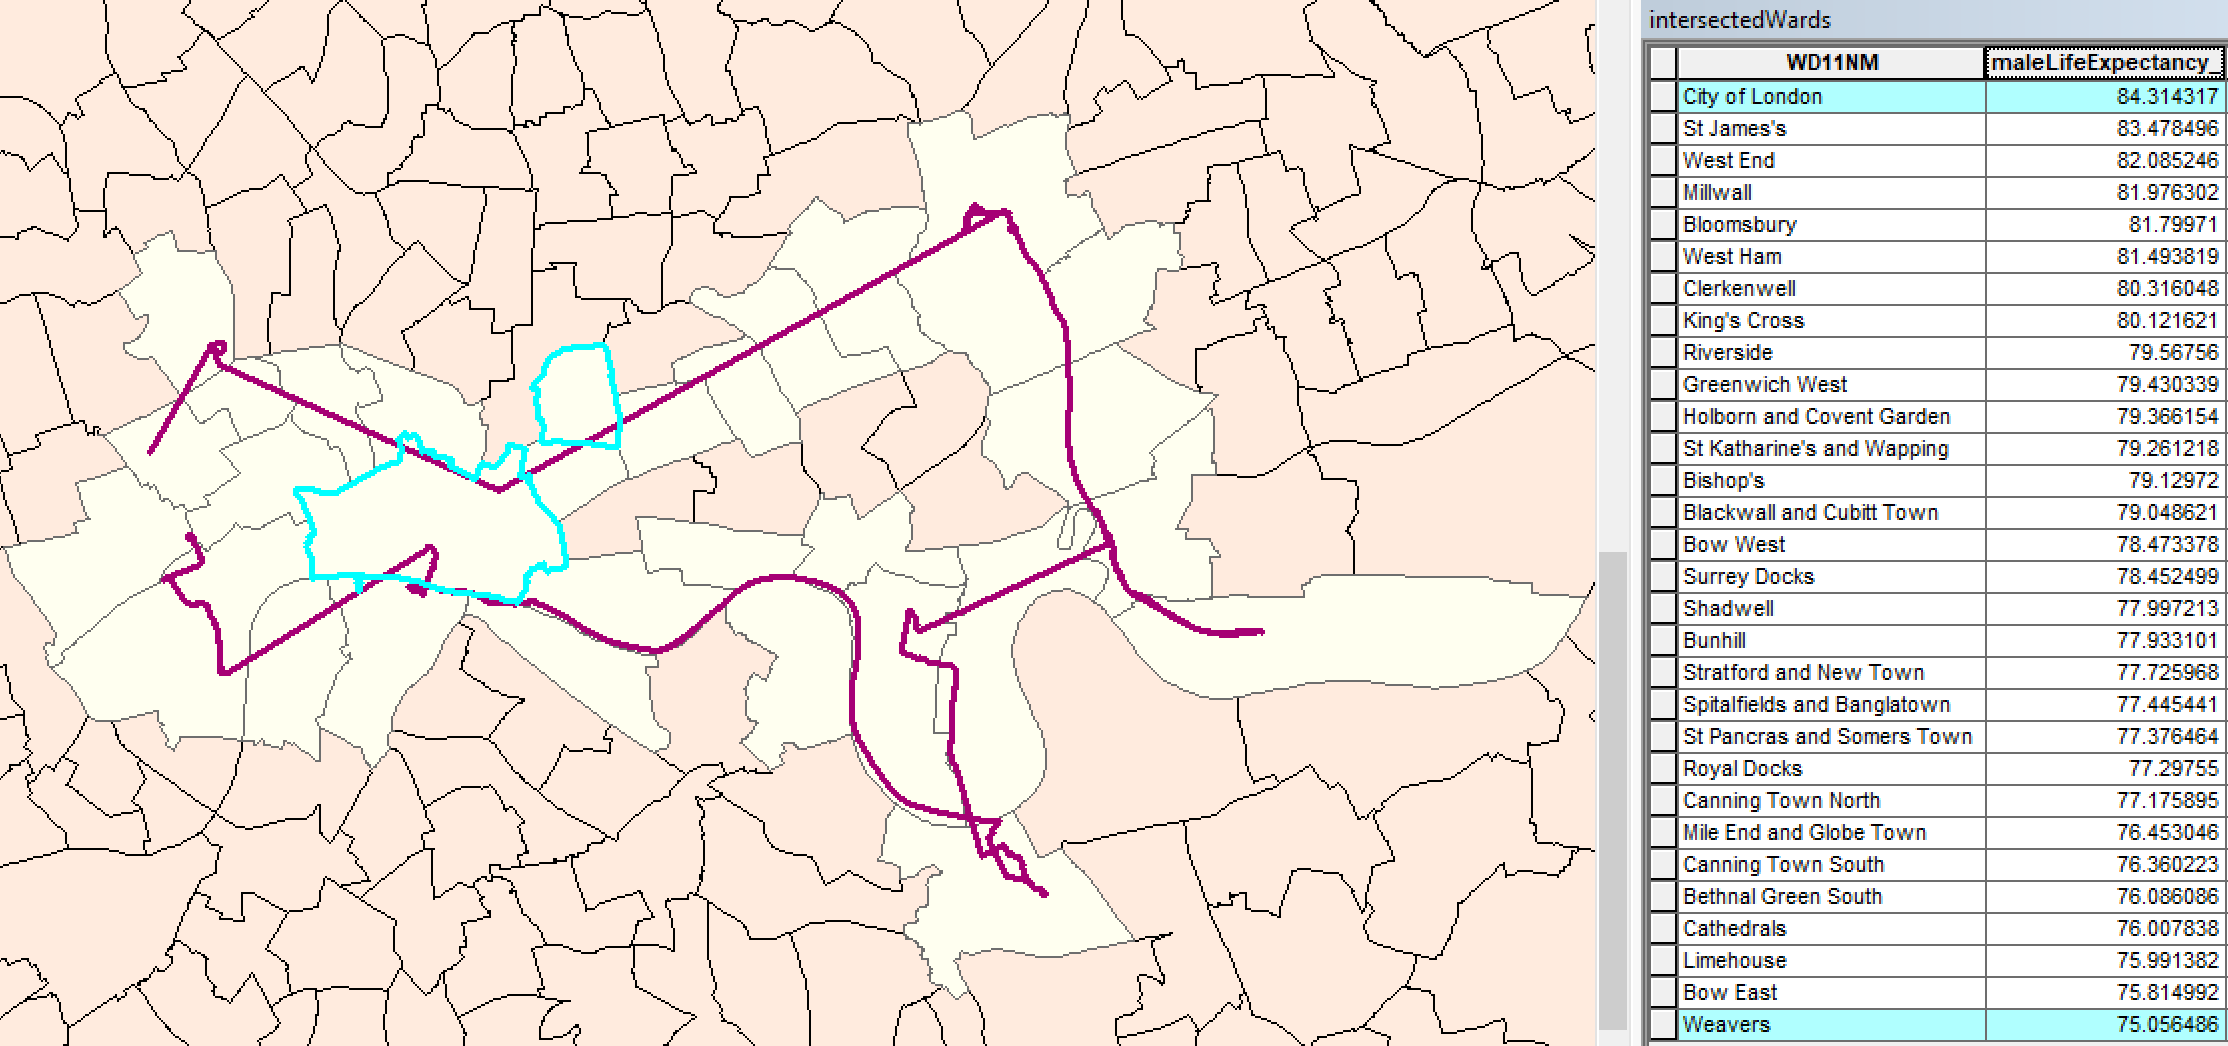 intersectedWards
WD11NM maleLifeExpectancy_
City of London 84.314317
St James's 83.478496
West End 82.085246
Millwall 81.976302
Bloomsbury 81.79971
West Ham 81.493819
Clerkenwell 80.316048
King's Cross 80.121621
Riverside 79.56756
Greenwich West 79.430339
Holborn and Covent Garden 79.366154
St Katharine's and Wapping 79.261218
Bishop's 79.12972
Blackwall and Cubitt Town 79.048621
Bow West 78.473378
Surrey Docks 78.452499
Shadwell 77.997213
Bunhill 77.933101
Stratford and New Town 77.725968
Spitalfields and Banglatown 77.445441
St Pancras and Somers Town 77.376464
Royal Docks 77.29755
Canning Town North 77.175895
Mile End and Globe Town 76.453046
Canning Town South 76.360223
Bethnal Green South 76.086086
Cathedrals 76.007838
Limehouse 75.991382
Bow East 75.814992
Weavers 75.056486